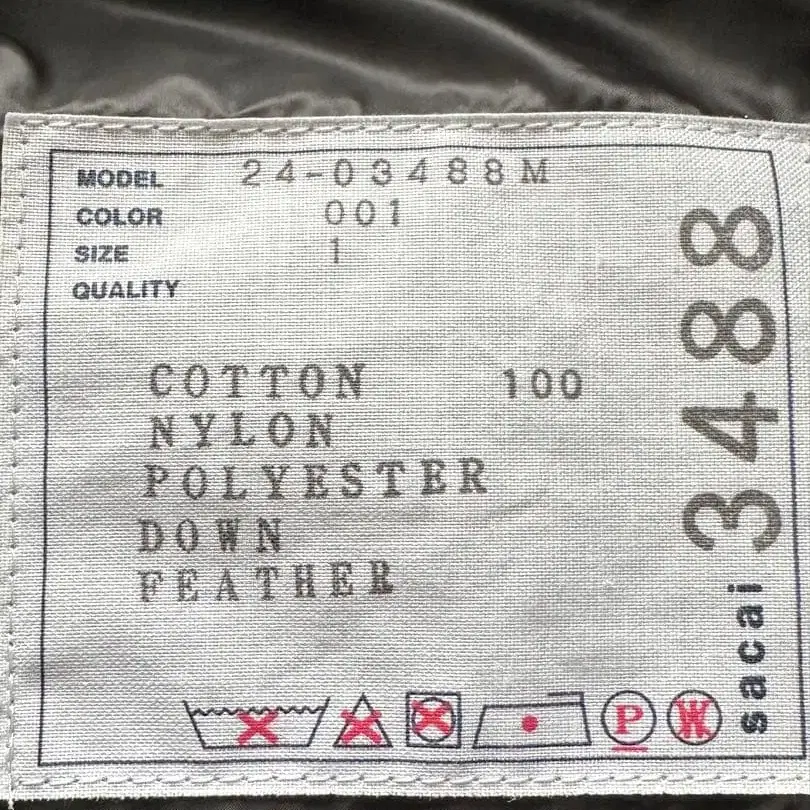 MODEL 24-03488M
COLOR 001
SIZE 1
QUALITY
COTTON 100
NYLON
POLYESTER
DOWN
FEATHER
P W
sacai 3488